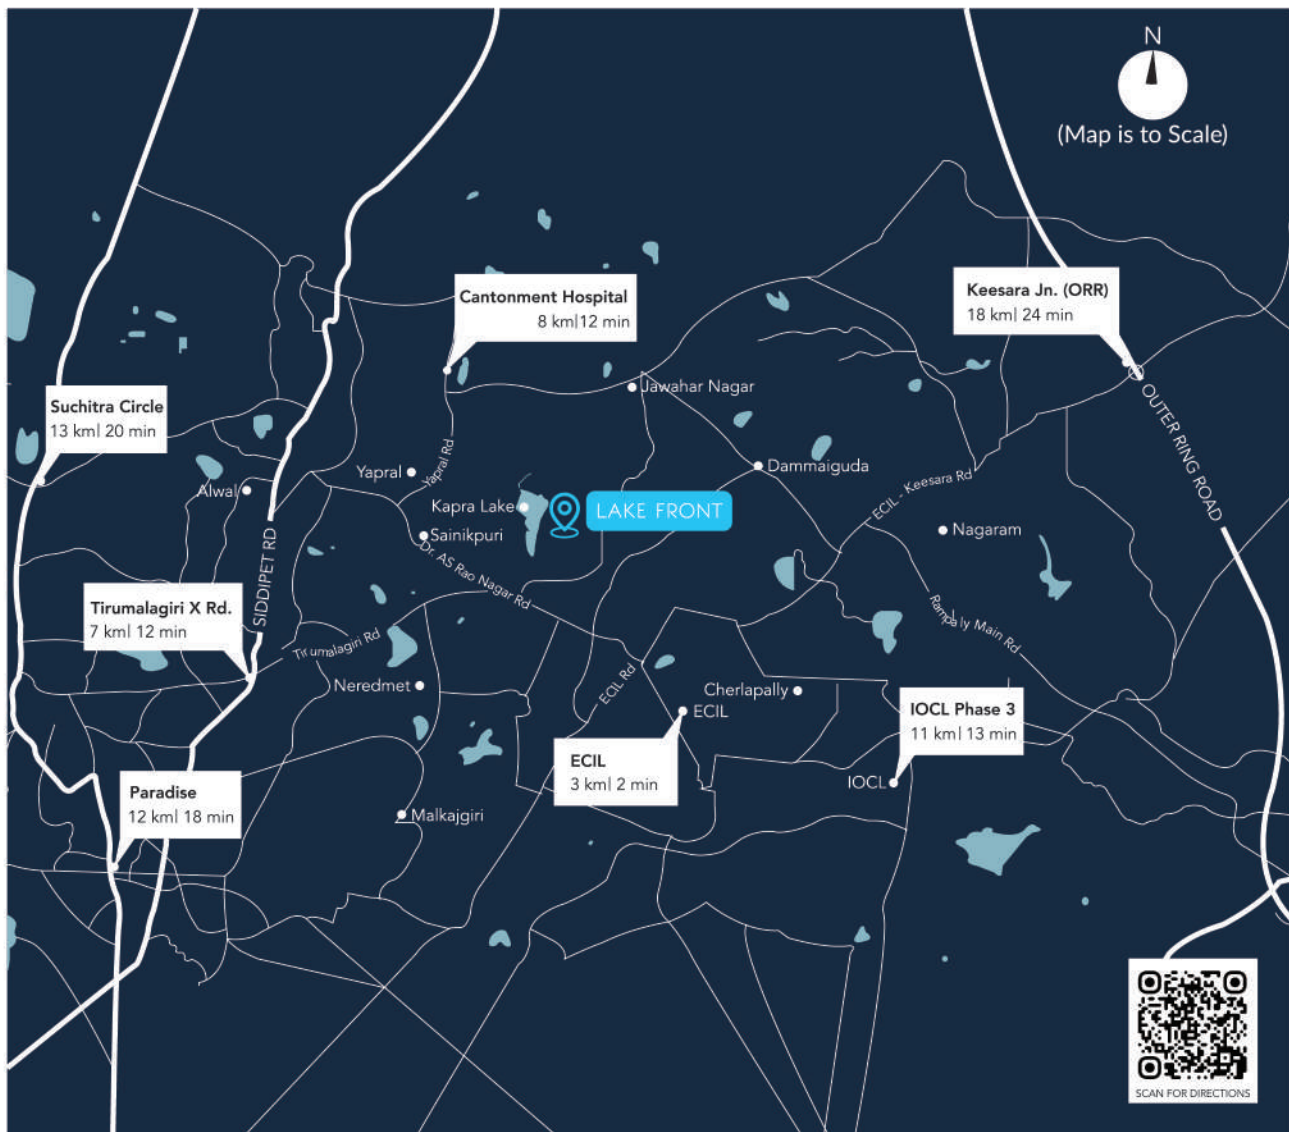 N
(Map is to Scale)
Cantonment Hospital
8 km| 12 min
Keesara Jn. (ORR)
18 km| 24 min
Jawahar Nagar
OUTER RING ROAD
Suchitra Circle
13 km| 20 min
Yapral Rd
Yapral
Dammaiguda
ECIL - Keesara Rd
Alwal
Kapra Lake
LAKE FRONT
Nagaram
Sainikpuri
SIDDIPET RD
Dr. AS Rao Nagar Rd
Tirumalagiri X Rd.
7 km| 12 min
Rampally Main Rd
Tirumalagiri Rd
Neredmet
ECIL Rd
Cherlapally
ECIL
IOCL Phase 3
11 km| 13 min
ECIL
3 km| 2 min
IOCL
Paradise
12 km| 18 min
Malkajgiri
SCAN FOR DIRECTIONS